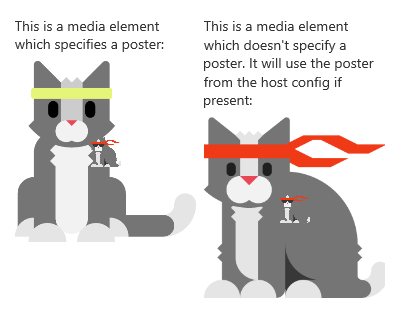 This is a media element
which specifies a poster:
This is a media element
which doesn't specify a
poster. It will use the poster
from the host config if
present: